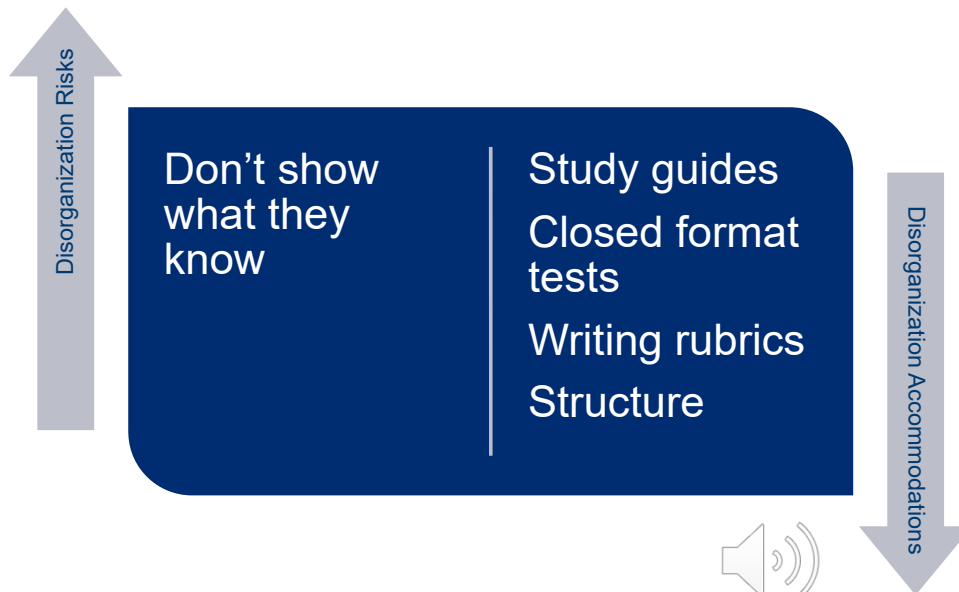 Disorganization Risks
Don’t show
what they
know
Study guides
Closed format
tests
Writing rubrics
Structure
Disorganization Accommodations